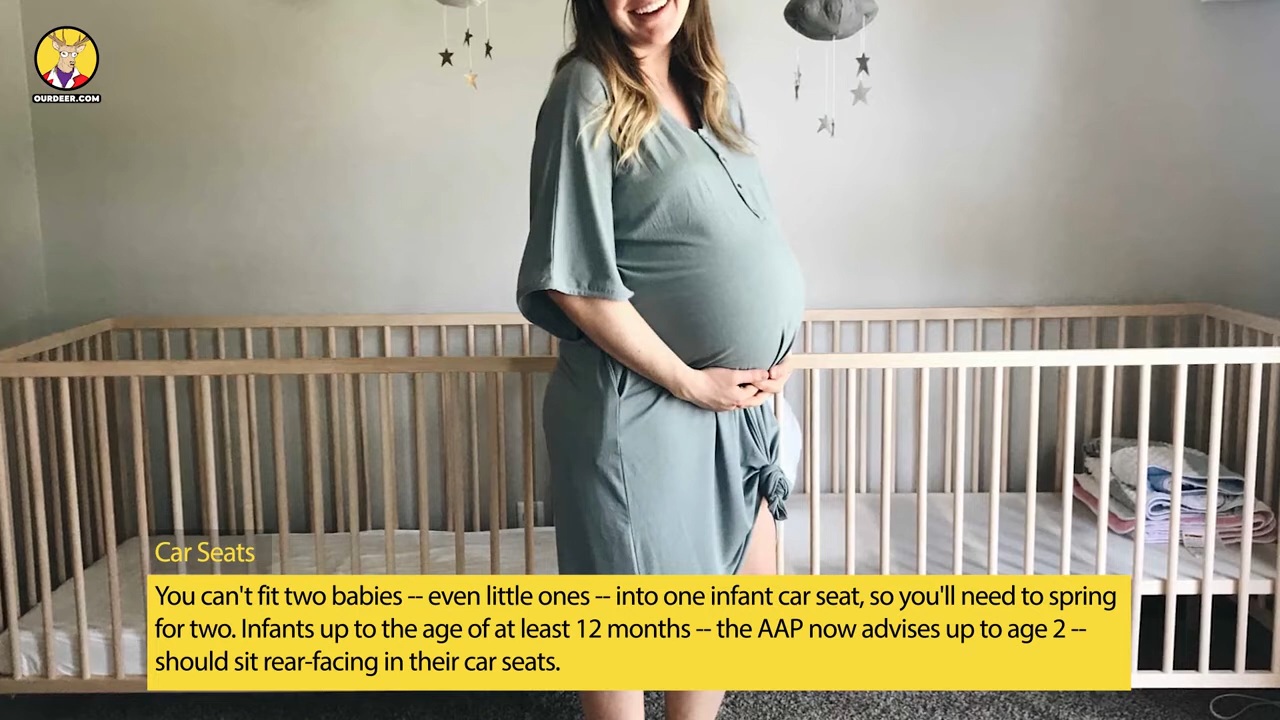 OURDEER.COM
Car Seats
You can't fit two babies -- even little ones -- into one infant car seat, so you'll need to spring
for two. Infants up to the age of at least 12 months -- the AAP now advises up to age 2 --
should sit rear-facing in their car seats.